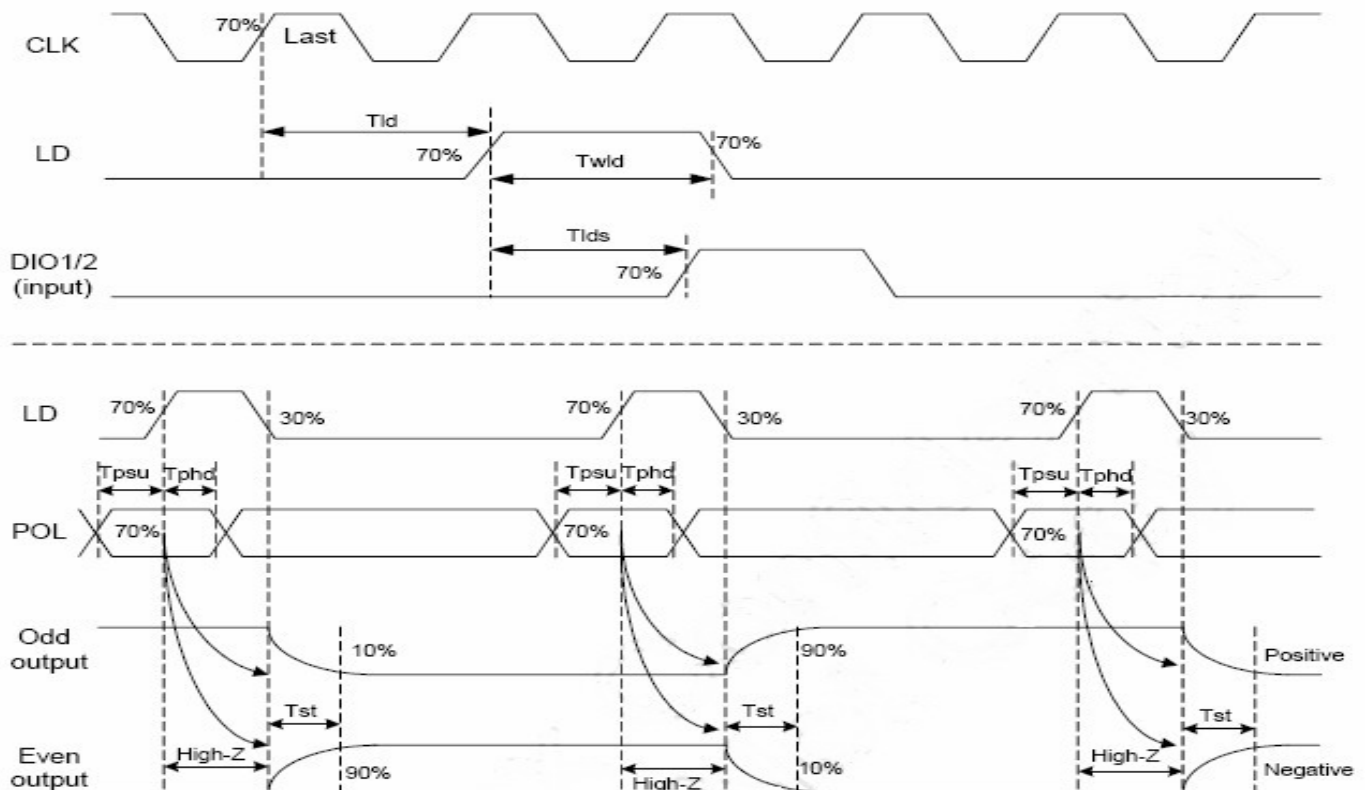 CLK
70%
Last
Tld
LD
70%
70%
Twld
Tlds
DIO1/2
(input)
70%
LD
70%
30%
70%
30%
70%
30%
Tpsu
Tphd
Tpsu
Tphd
Tpsu
Tphd
POL
70%
70%
70%
Odd
output
10%
90%
Positive
Tst
Tst
Tst
Even
output
High-Z
90%
High-Z
10%
High-Z
Negative